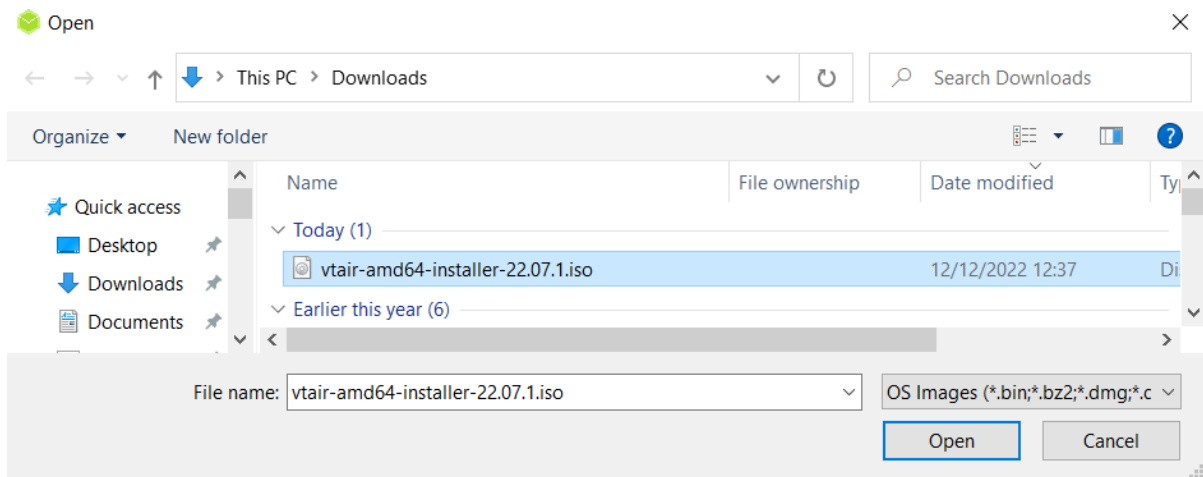 Open
This PC > Downloads
Search Downloads
Organize
New folder
?
Name
File ownership
Date modified
Quick access
Desktop
Downloads
Documents
Today (1)
vtair-amd64-installer-22.07.1.iso 12/12/2022 12:37
Earlier this year (6)
File name: vtair-amd64-installer-22.07.1.iso
OS Images (*.bin;*.bz2;*.dmg;*.c
Open
Cancel